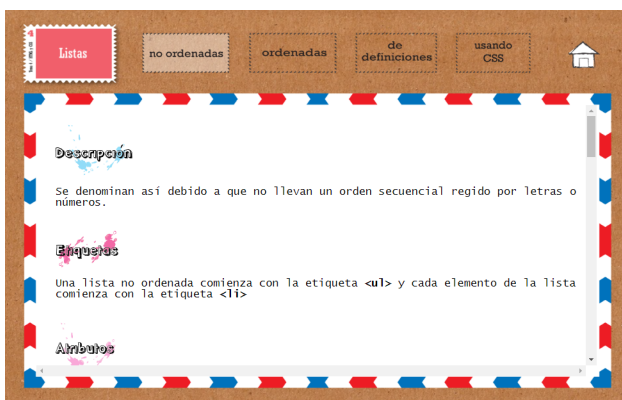 4
Listas
no ordenadas
ordenadas
de
definiciones
usando
CSS
Descripción
Se denominan así debido a que no llevan un orden secuencial regido por letras o
números.
Etiquetas
Una lista no ordenada comienza con la etiqueta <ul> y cada elemento de la lista
comienza con la etiqueta <li>
Atributos